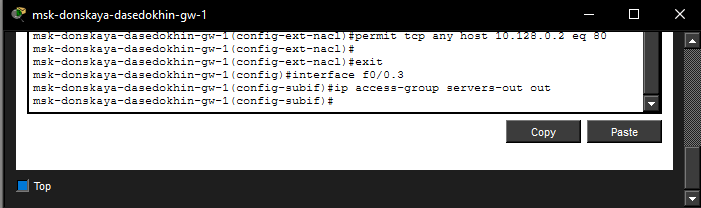 msk-donskaya-dasedokhin-gw-1
msk-donskaya-dasedokhin-gw-1(config-ext-nacl)#permit tcp any host 10.128.0.2 eq 80
msk-donskaya-dasedokhin-gw-1(config-ext-nacl)#
msk-donskaya-dasedokhin-gw-1(config-ext-nacl)#exit
msk-donskaya-dasedokhin-gw-1(config)#interface f0/0.3
msk-donskaya-dasedokhin-gw-1(config-subif)#ip access-group servers-out out
msk-donskaya-dasedokhin-gw-1(config-subif)#
Copy
Paste
Top